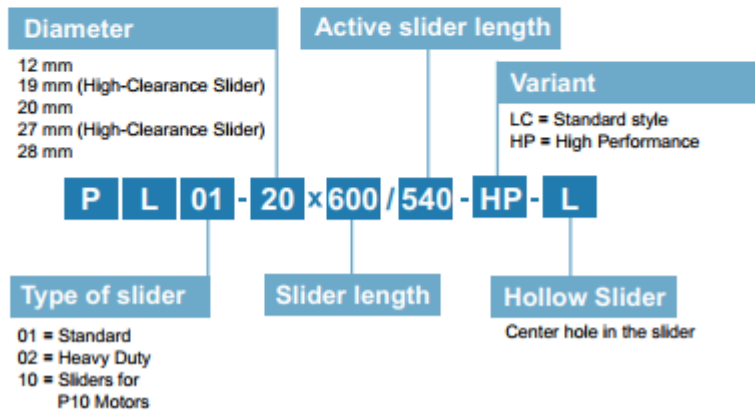 Diameter
12 mm
19 mm (High-Clearance Slider)
20 mm
27 mm (High-Clearance Slider)
28 mm
Active slider length
Variant
LC = Standard style
HP = High Performance
P L 01 - 20 x 600 / 540 - HP - L
Type of slider
01 = Standard
02 = Heavy Duty
10 = Sliders for
P10 Motors
Slider length
Hollow Slider
Center hole in the slider